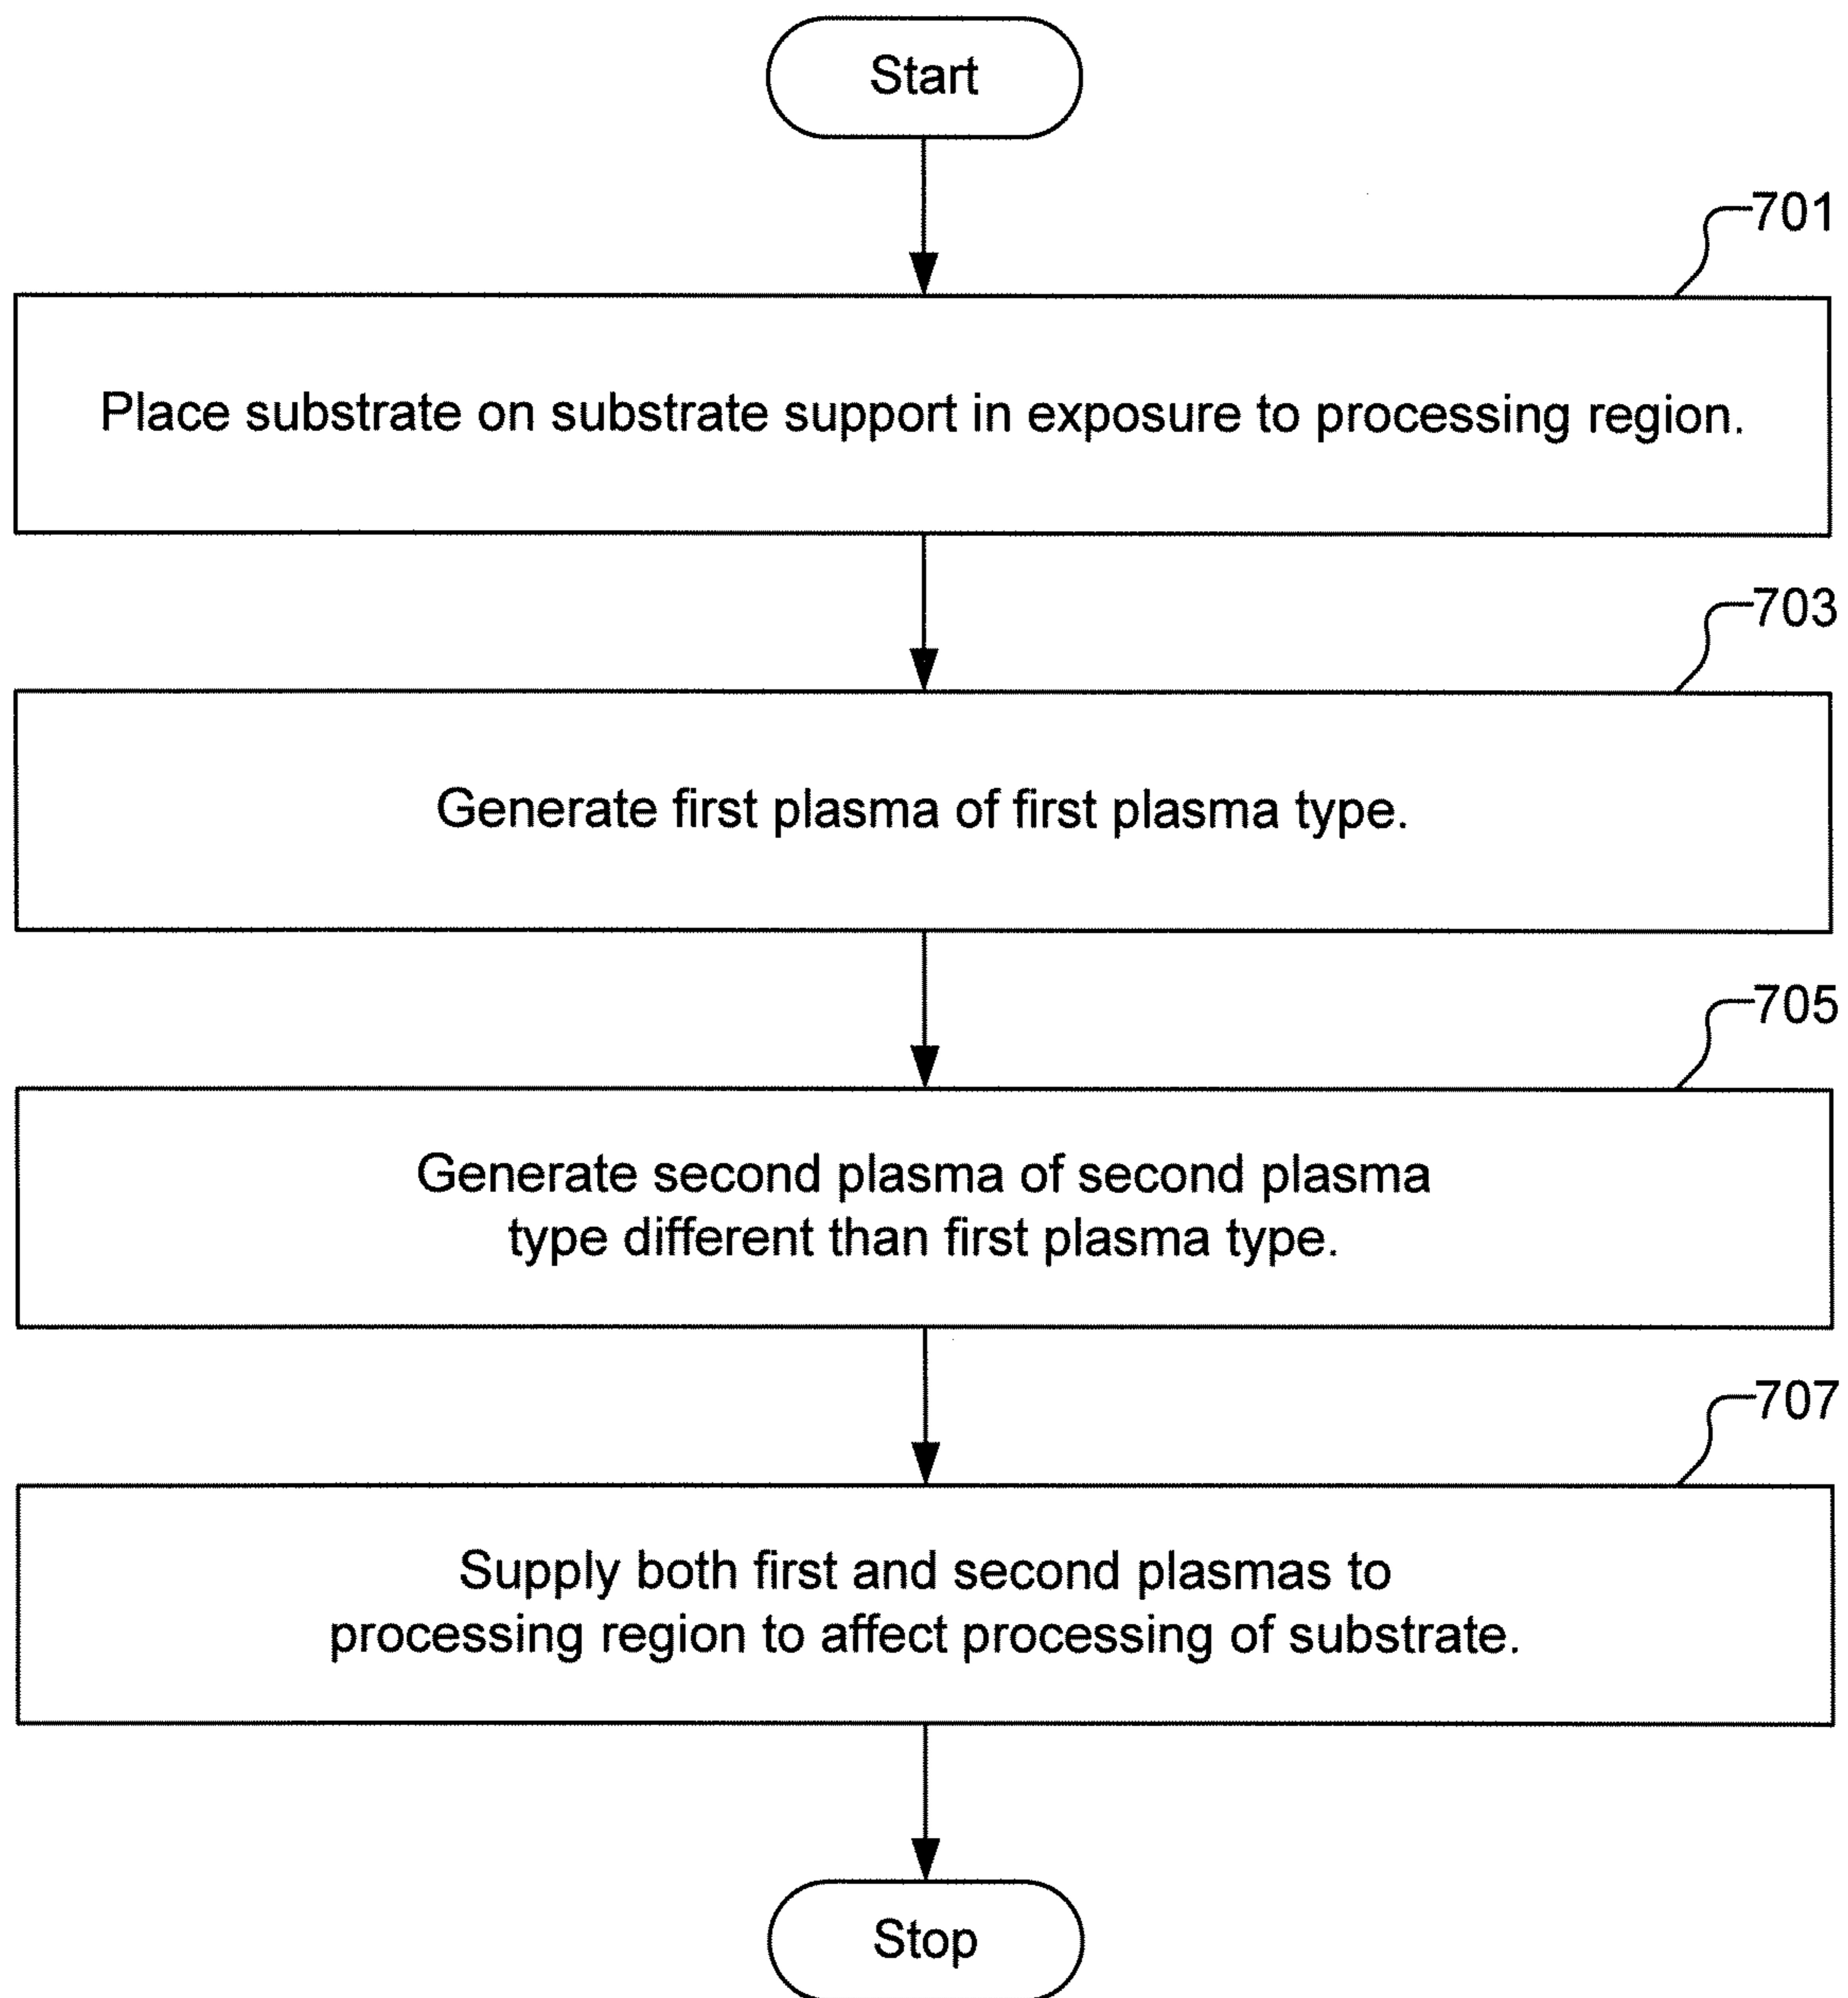 Start
701
Place substrate on substrate support in exposure to processing region.
703
Generate first plasma of first plasma type.
705
Generate second plasma of second plasma
type different than first plasma type.
707
Supply both first and second plasmas to
processing region to affect processing of substrate.
Stop